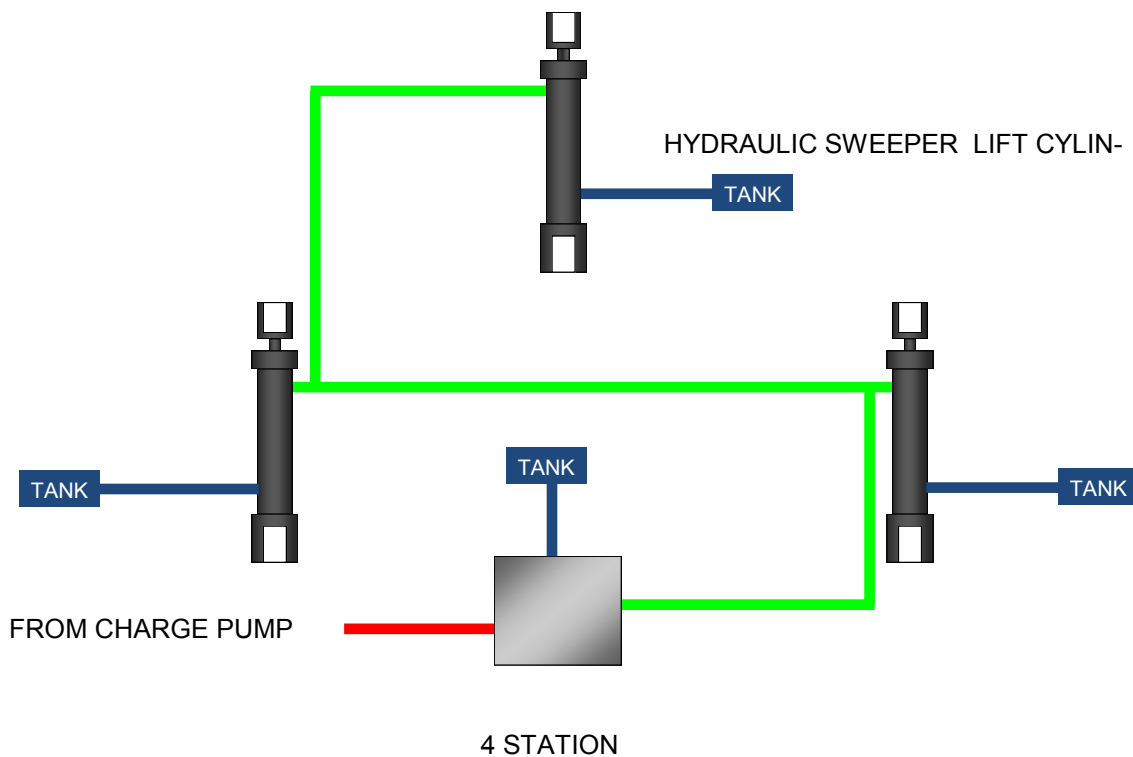 HYDRAULIC SWEEPER LIFT CYLIN-
TANK
TANK
TANK
TANK
FROM CHARGE PUMP
4 STATION